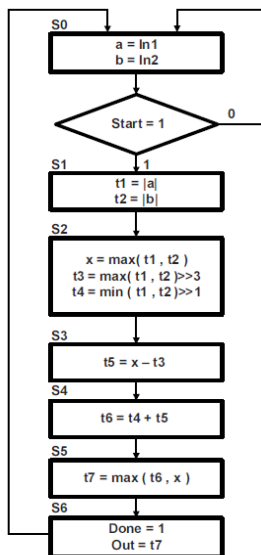 S0
a = In1
b = In2
Start = 1
0
1
S1
t1 = |a|
t2 = |b|
S2
x = max( t1 , t2 )
t3 = max( t1 , t2 )>>3
t4 = min ( t1 , t2 )>>1
S3
t5 = x – t3
S4
t6 = t4 + t5
S5
t7 = max ( t6 , x )
S6
Done = 1
Out = t7